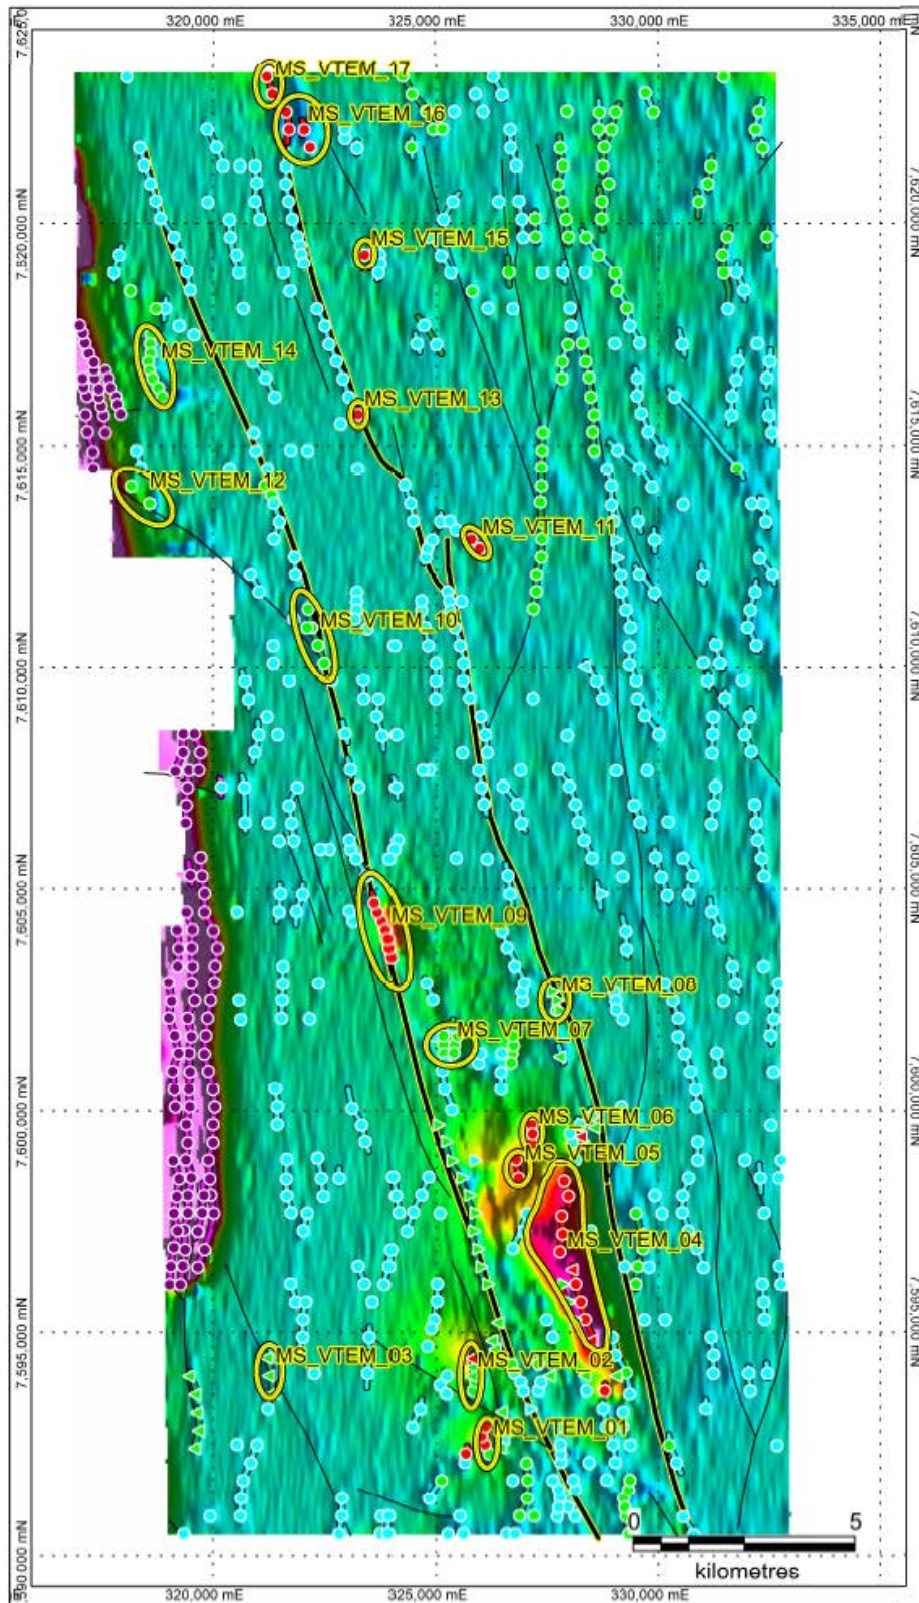 320,000 mE
325,000 mE
330,000 mE
335,000 mE
MS_VTEM_17
MS_VTEM_16
7,620,000 mN
7,620,000 mN
MS_VTEM_15
MS_VTEM_14
MS_VTEM_13
7,615,000 mN
7,615,000 mN
MS_VTEM_12
MS_VTEM_11
MS_VTEM_10
7,610,000 mN
7,610,000 mN
7,605,000 mN
7,605,000 mN
MS_VTEM_09
MS_VTEM_08
MS_VTEM_07
7,600,000 mN
7,600,000 mN
MS_VTEM_06
MS_VTEM_05
MS_VTEM_04
7,595,000 mN
7,595,000 mN
MS_VTEM_03
MS_VTEM_02
MS_VTEM_01
0
5
kilometres
320,000 mE
325,000 mE
330,000 mE